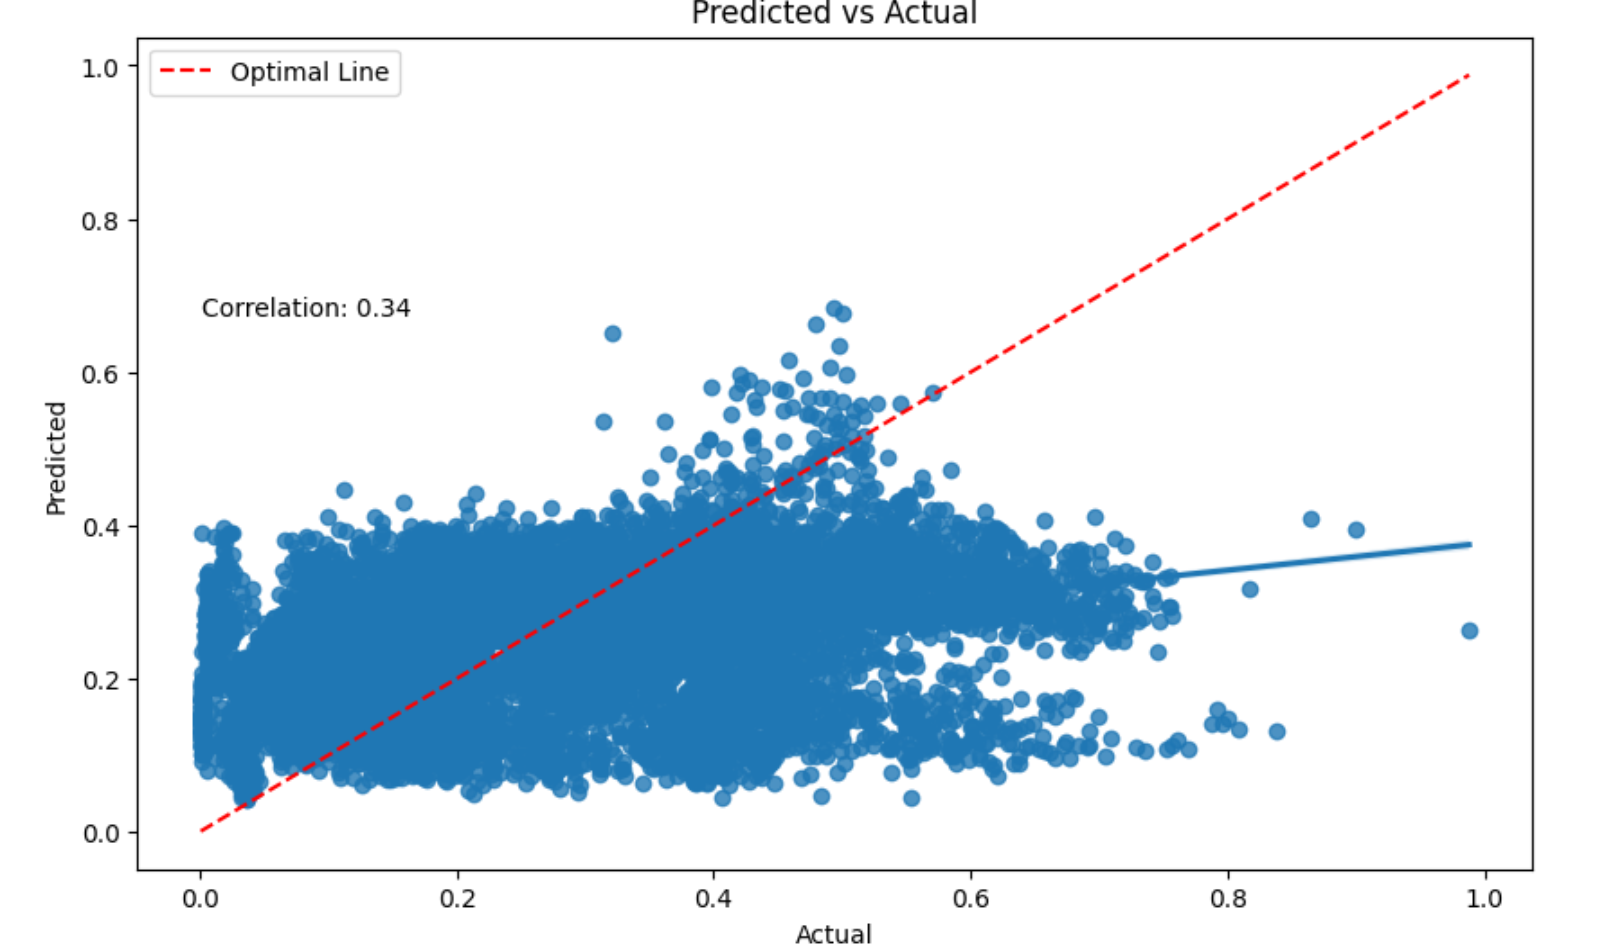 Predicted vs Actual
1.0
Optimal Line
0.8
Correlation: 0.34
0.6
Predicted
0.4
0.2
0.0
0.0 0.2 0.4 0.6 0.8 1.0
Actual